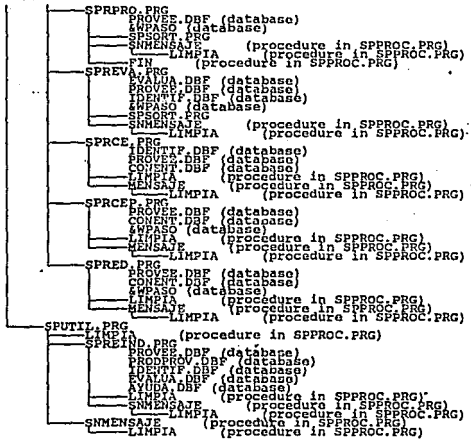 SPRPRO.PRG
PROVEE.DBF (database)
&WPASO (database)
SPSORT.PRG
SNMENSAJE (procedure in SPPROC.PRG)
LIMPIA (procedure in SPPROC.PRG)
FIN (procedure in SPPROC.PRG)
SPREVA.PRG
EVALUA.DBF (database)
PROVEE.DBF (database)
IDENTIF.DBF (database)
&WPASO (database)
SPSORT.PRG
SNMENSAJE (procedure in SPPROC.PRG)
LIMPIA (procedure in SPPROC.PRG)
SPRCE.PRG
IDENTIF.DBF (database)
PROVEE.DBF (database)
CONENT.DBF (database)
LIMPIA (procedure in SPPROC.PRG)
MENSAJE (procedure in SPPROC.PRG)
LIMPIA (procedure in SPPROC.PRG)
SPRCEP.PRG
PROVEE.DBF (database)
CONENT.DBF (database)
&WPASO (database)
LIMPIA (procedure in SPPROC.PRG)
MENSAJE (procedure in SPPROC.PRG)
LIMPIA (procedure in SPPROC.PRG)
SPRED.PRG
PROVEE.DBF (database)
CONENT.DBF (database)
&WPASO (database)
LIMPIA (procedure in SPPROC.PRG)
MENSAJE (procedure in SPPROC.PRG)
LIMPIA (procedure in SPPROC.PRG)
SPUTIL.PRG
LIMPIA (procedure in SPPROC.PRG)
SPREIND.PRG
PROVEE.DBF (database)
PRODPROV.DBF (database)
IDENTIF.DBF (database)
EVALUA.DBF (database)
AYUDA.DBF (database)
LIMPIA (procedure in SPPROC.PRG)
SNMENSAJE (procedure in SPPROC.PRG)
LIMPIA (procedure in SPPROC.PRG)
SNMENSAJE (procedure in SPPROC.PRG)
LIMPIA (procedure in SPPROC.PRG)